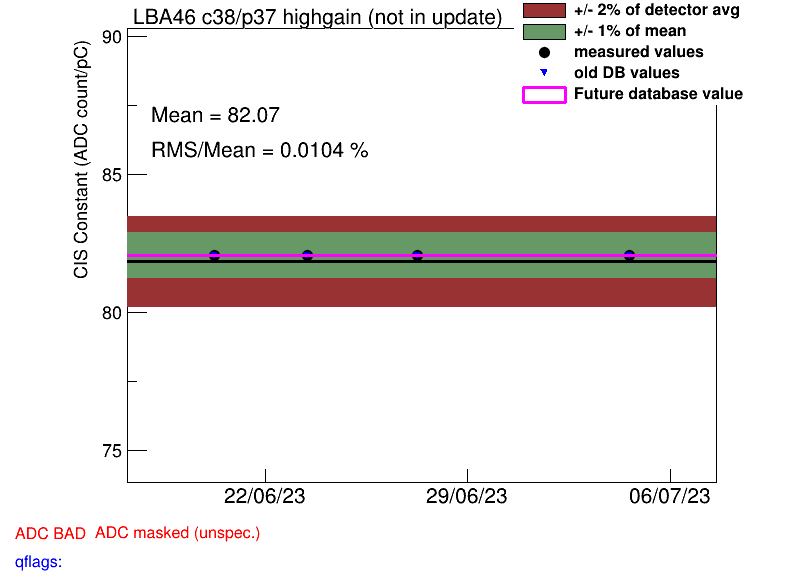 LBA46 c38/p37 highgain (not in update)
+/- 2% of detector avg
+/- 1% of mean
measured values
old DB values
Future database value
CIS Constant (ADC count/pC)
Mean = 82.07
RMS/Mean = 0.0104 %
90
85
80
75
22/06/23 29/06/23 06/07/23
ADC BAD ADC masked (unspec.)
qflags: